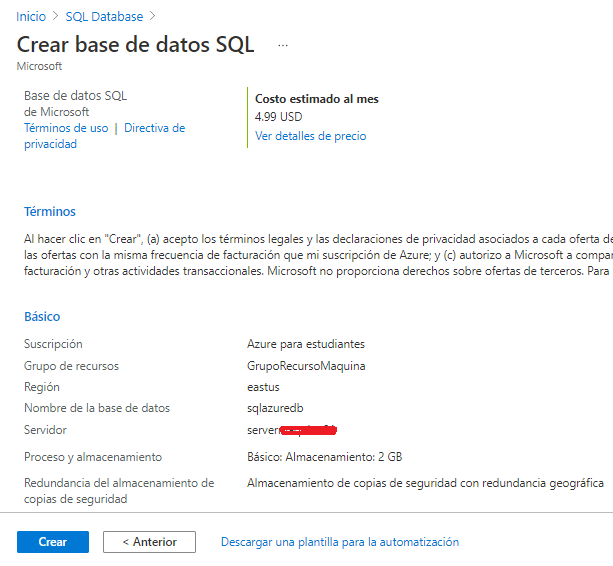 Inicio > SQL Database >
Crear base de datos SQL ...
Microsoft
Base de datos SQL
de Microsoft
Términos de uso | Directiva de
privacidad
Costo estimado al mes
4.99 USD
Ver detalles de precio
Términos
Al hacer clic en "Crear", (a) acepto los términos legales y las declaraciones de privacidad asociados a cada oferta de
las ofertas con la misma frecuencia de facturación que mi suscripción de Azure; y (c) autorizo a Microsoft a compar
facturación y otras actividades transaccionales. Microsoft no proporciona derechos sobre ofertas de terceros. Para
Básico
Suscripción Azure para estudiantes
Grupo de recursos GrupoRecursoMaquina
Región eastus
Nombre de la base de datos sqlazuredb
Servidor server
Proceso y almacenamiento Básico: Almacenamiento: 2 GB
Redundancia del almacenamiento de Almacenamiento de copias de seguridad con redundancia geográfica
copias de seguridad
Crear < Anterior Descargar una plantilla para la automatización